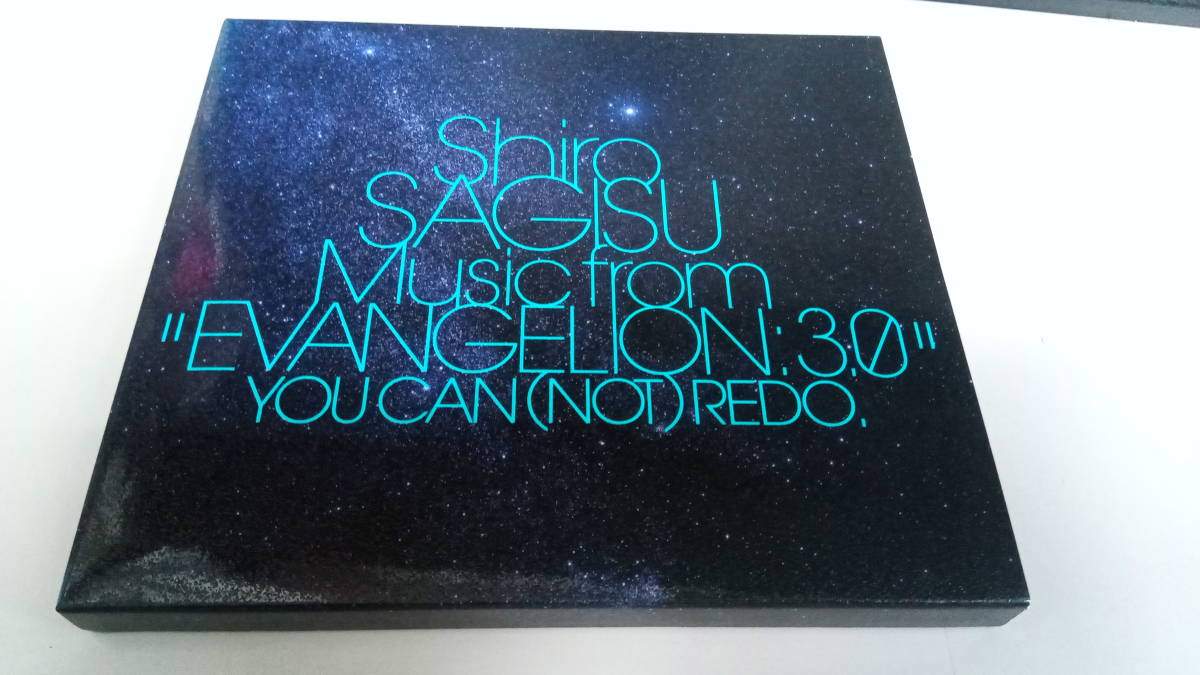 Shiro
SAGISU
Music from
"EVANGELION:3.0"
YOU CAN (NOT) REDO.